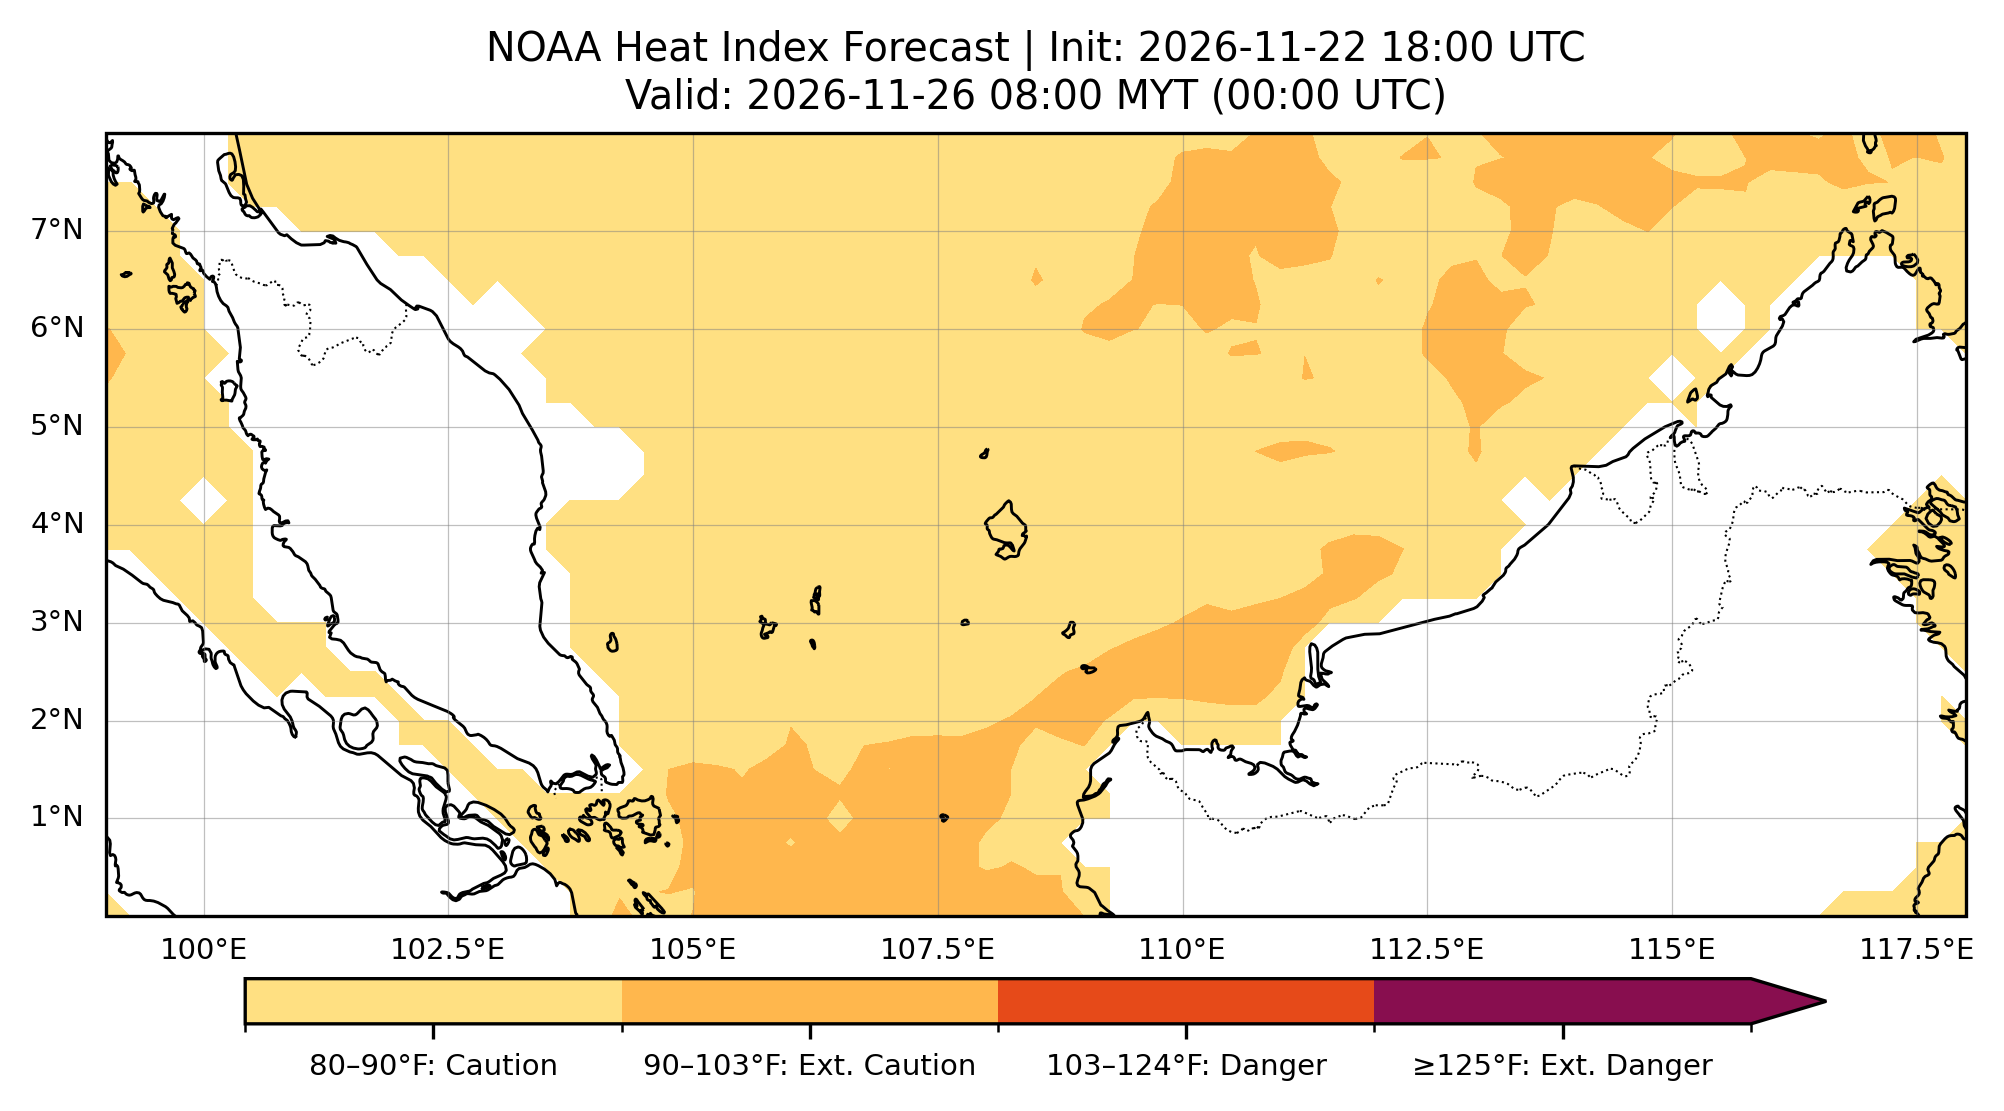 NOAA Heat Index Forecast | Init: 2026-11-22 18:00 UTC
Valid: 2026-11-26 08:00 MYT (00:00 UTC)
7°N
6°N
5°N
4°N
3°N
2°N
1°N
100°E 102.5°E 105°E 107.5°E 110°E 112.5°E 115°E 117.5°E
80–90°F: Caution 90–103°F: Ext. Caution 103–124°F: Danger ≥125°F: Ext. Danger